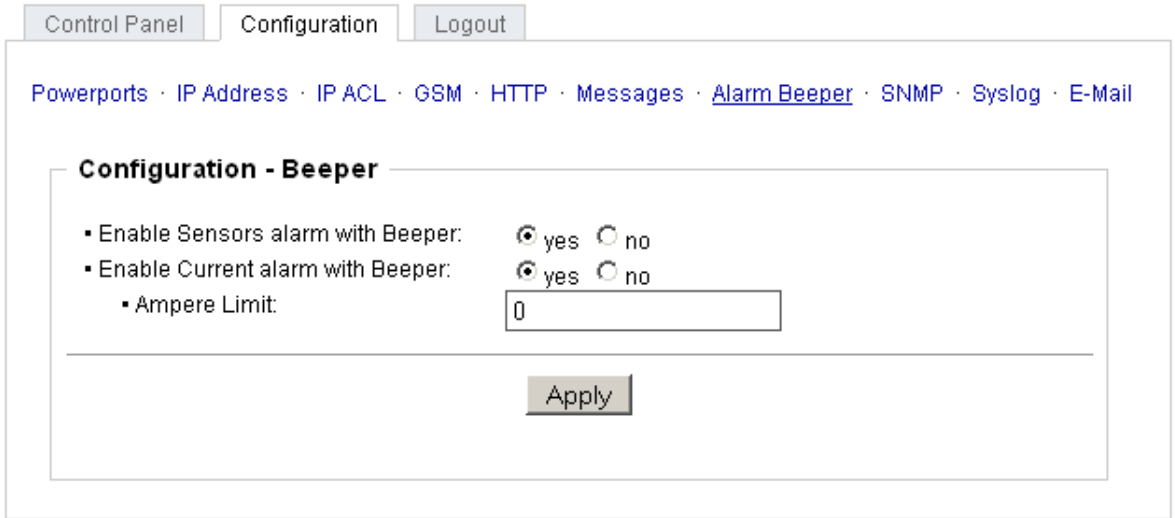 Control Panel Configuration Logout
Powerports · IP Address · IP ACL · GSM · HTTP · Messages · Alarm Beeper · SNMP · Syslog · E-Mail
Configuration - Beeper
▪ Enable Sensors alarm with Beeper: yes no
▪ Enable Current alarm with Beeper: yes no
▪ Ampere Limit: 0
Apply